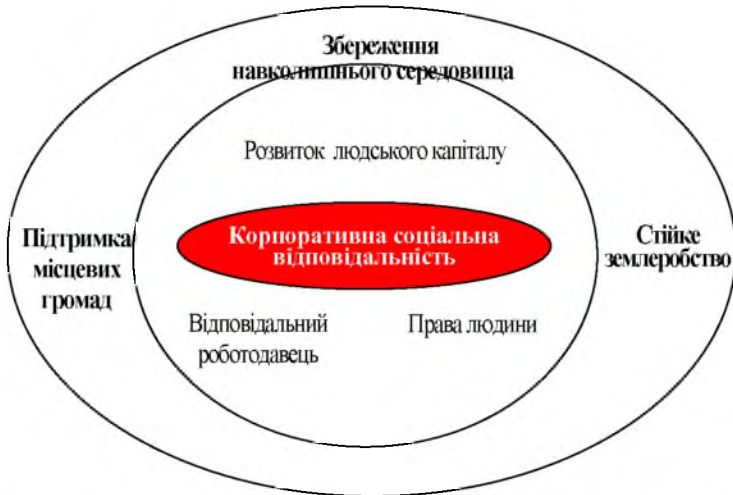 Збереження
навколишнього середовища
Розвиток людського капіталу
Підтримка
місцевих
громад
Корпоративна соціальна
відповідальність
Стійке
землеробство
Відповідальний
роботодавець
Права людини